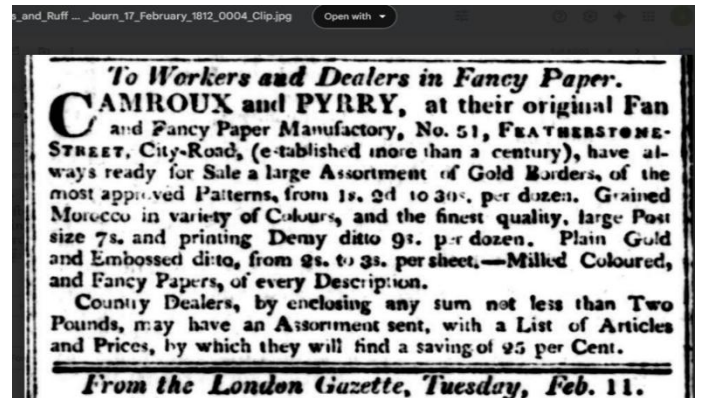 s_and_Ruff ... _Journ_17_February_1812_0004_Clip.jpg
Open with
To Workers and Dealers in Fancy Paper.
CAMROUX and PYRRY, at their original Fan
and Fancy Paper Manufactory, No. 51, FEATHERSTONE-
STREET, City-Road, (established more than a century), have al-
ways ready for Sale a large Assortment of Gold Borders, of the
most approved Patterns, from 1s. 2d to 30s. per dozen. Grained
Morocco in variety of Colours, and the finest quality, large Post
size 7s. and printing Demy ditto 9s. per dozen. Plain Gold
and Embossed ditto, from 2s. to 3s. per sheet.—Milled Coloured,
and Fancy Papers, of every Description.
Country Dealers, by enclosing any sum not less than Two
Pounds, may have an Assortment sent, with a List of Articles
and Prices, by which they will find a saving of 25 per Cent.
From the London Gazette, Tuesday, Feb. 11.